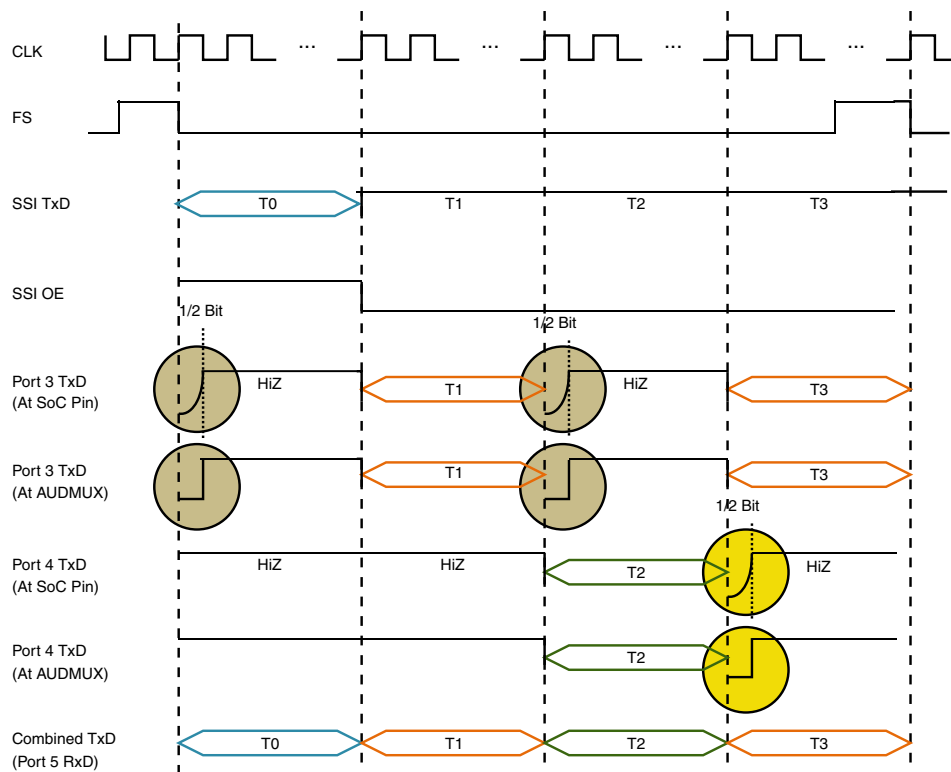 CLK
... ... ... ...
FS
SSI TxD
T0 T1 T2 T3
SSI OE
1/2 Bit 1/2 Bit
Port 3 TxD
(At SoC Pin)
HiZ T1 HiZ T3
Port 3 TxD
(At AUDMUX)
T1 T3
1/2 Bit
Port 4 TxD
(At SoC Pin)
HiZ HiZ T2 HiZ
Port 4 TxD
(At AUDMUX)
T2
Combined TxD
(Port 5 RxD)
T0 T1 T2 T3